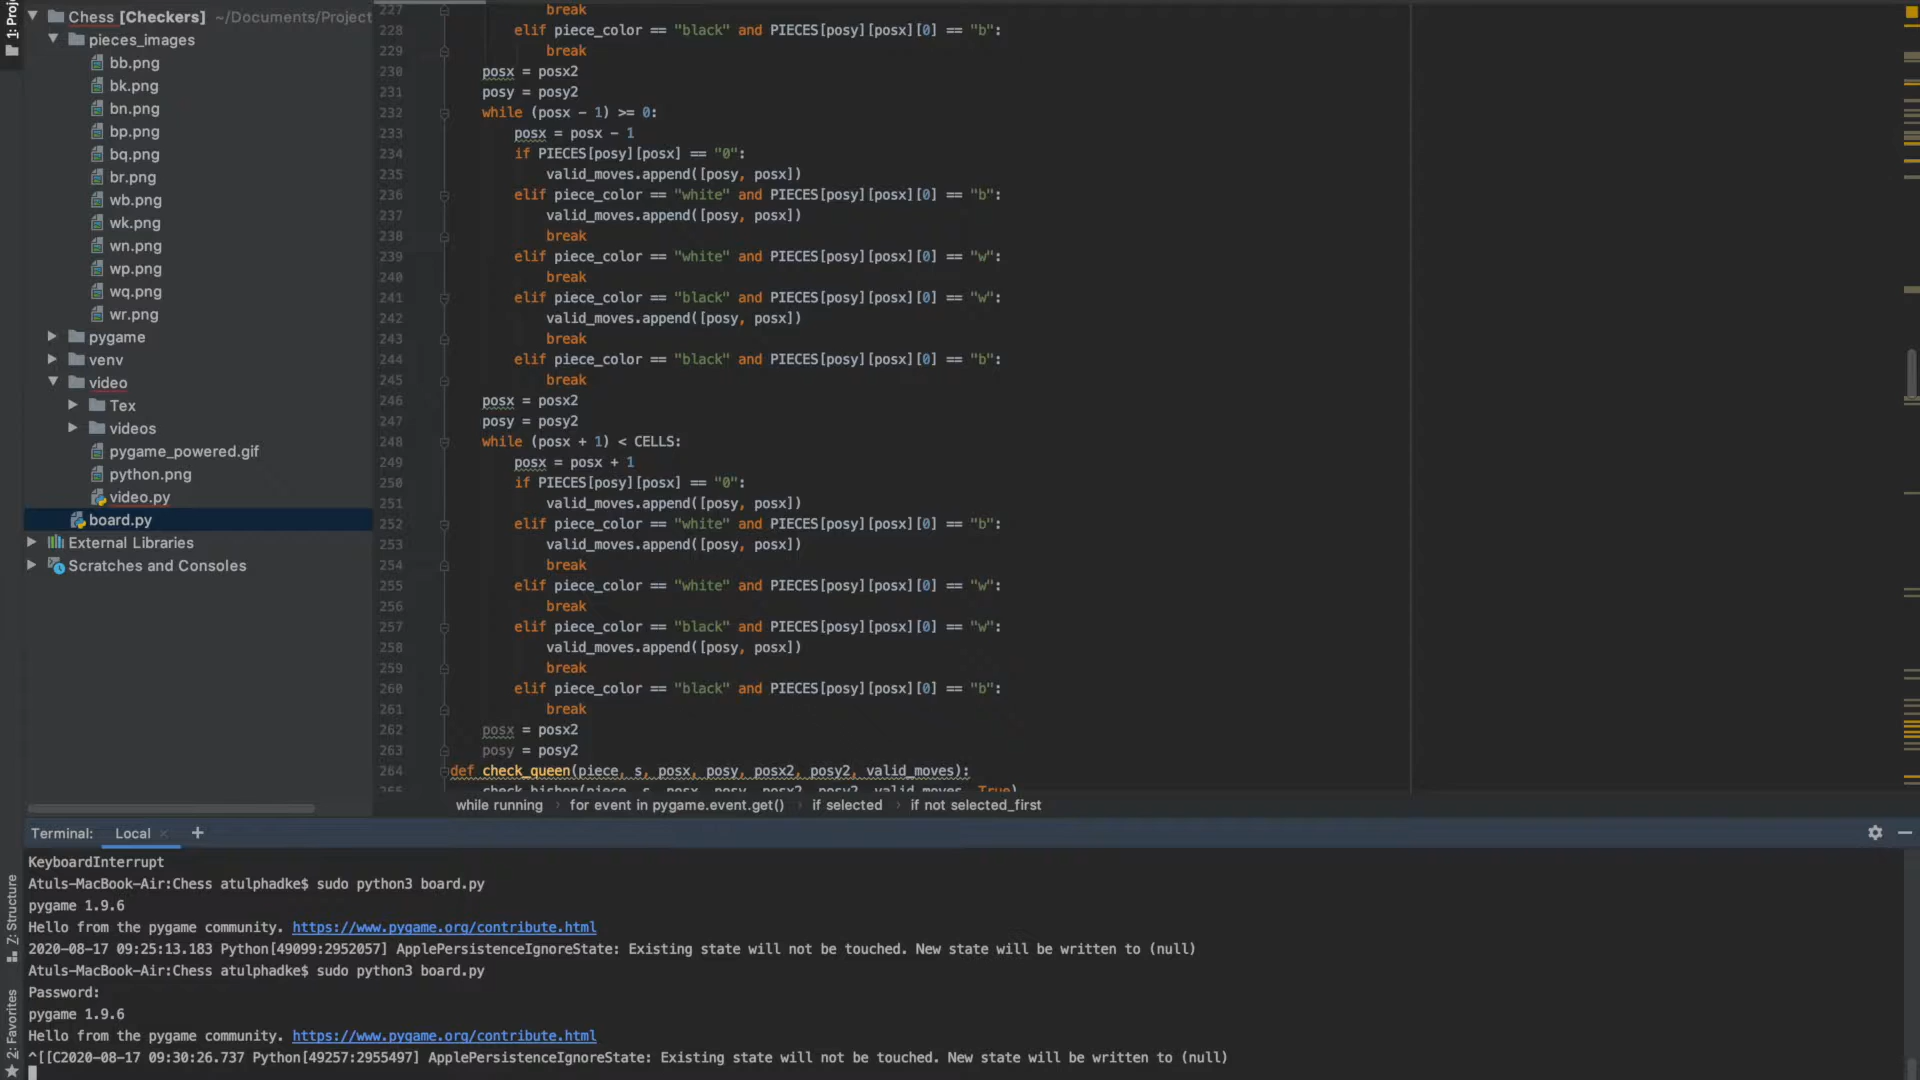 1: Proje
Chess [Checkers] ~/Documents/Project
pieces_images
bb.png
bk.png
bn.png
bp.png
bq.png
br.png
wb.png
wk.png
wn.png
wp.png
wq.png
wr.png
pygame
venv
video
Tex
videos
pygame_powered.gif
python.png
video.py
board.py
External Libraries
Scratches and Consoles
227 break
228 elif piece_color == "black" and PIECES[posy][posx][0] == "b":
229 break
230 posx = posx2
231 posy = posy2
232 while (posx - 1) >= 0:
233 posx = posx - 1
234 if PIECES[posy][posx] == "0":
235 valid_moves.append([posy, posx])
236 elif piece_color == "white" and PIECES[posy][posx][0] == "b":
237 valid_moves.append([posy, posx])
238 break
239 elif piece_color == "white" and PIECES[posy][posx][0] == "w":
240 break
241 elif piece_color == "black" and PIECES[posy][posx][0] == "w":
242 valid_moves.append([posy, posx])
243 break
244 elif piece_color == "black" and PIECES[posy][posx][0] == "b":
245 break
246 posx = posx2
247 posy = posy2
248 while (posx + 1) < CELLS:
249 posx = posx + 1
250 if PIECES[posy][posx] == "0":
251 valid_moves.append([posy, posx])
252 elif piece_color == "white" and PIECES[posy][posx][0] == "b":
253 valid_moves.append([posy, posx])
254 break
255 elif piece_color == "white" and PIECES[posy][posx][0] == "w":
256 break
257 elif piece_color == "black" and PIECES[posy][posx][0] == "w":
258 valid_moves.append([posy, posx])
259 break
260 elif piece_color == "black" and PIECES[posy][posx][0] == "b":
261 break
262 posx = posx2
263 posy = posy2
264 def check_queen(piece, s, posx, posy, posx2, posy2, valid_moves):
265 check_bishop(piece, s, posx, posy, posx2, posy2, valid_moves, True)
while running for event in pygame.event.get() if selected if not selected_first
Terminal: Local × +
KeyboardInterrupt
Atuls-MacBook-Air:Chess atulphadke$ sudo python3 board.py
pygame 1.9.6
Hello from the pygame community. https://www.pygame.org/contribute.html
2020-08-17 09:25:13.183 Python[49099:2952057] ApplePersistenceIgnoreState: Existing state will not be touched. New state will be written to (null)
Atuls-MacBook-Air:Chess atulphadke$ sudo python3 board.py
Password:
pygame 1.9.6
Hello from the pygame community. https://www.pygame.org/contribute.html
^[[C2020-08-17 09:30:26.737 Python[49257:2955497] ApplePersistenceIgnoreState: Existing state will not be touched. New state will be written to (null)
Z: Structure
2: Favorites